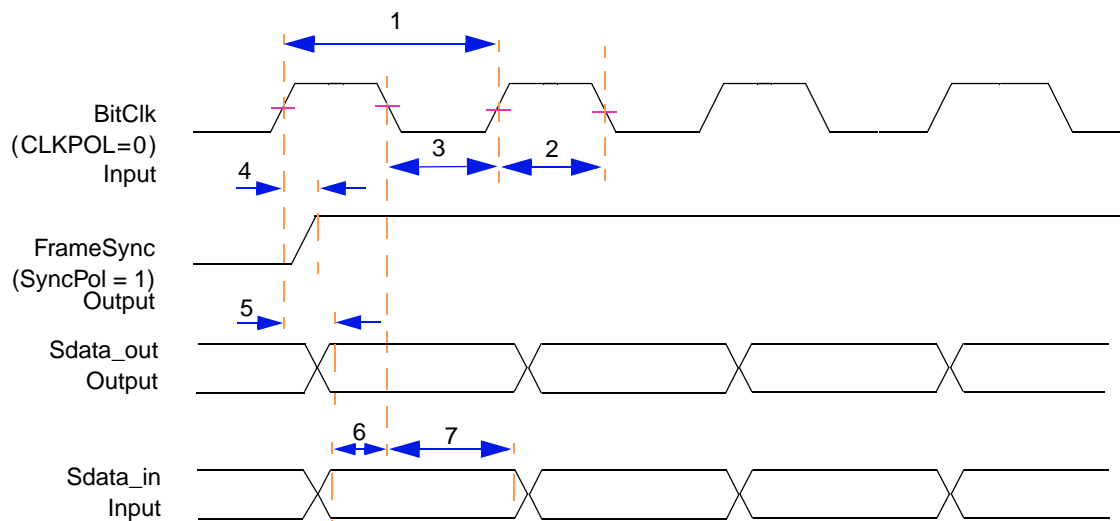 1
BitClk
(CLKPOL=0)
Input
3
2
4
FrameSync
(SyncPol = 1)
Output
5
Sdata_out
Output
6
7
Sdata_in
Input